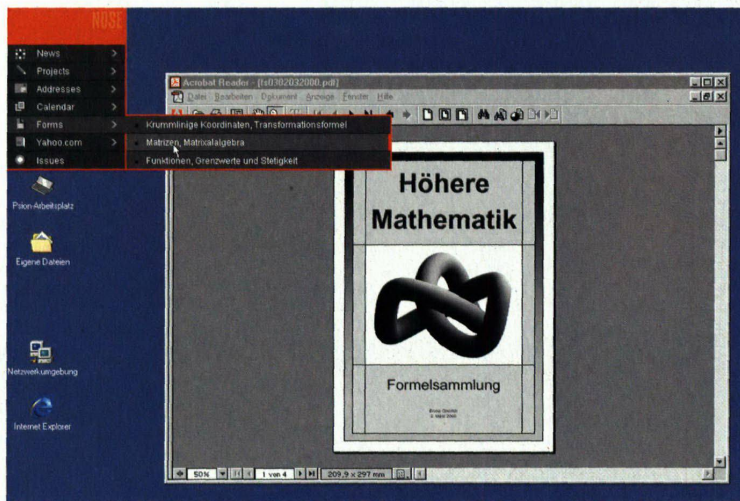 NOSE
News
Projects
Addresses
Calendar
Forms
Yahoo.com
Issues
Krummlinige Koordinaten, Transformationsformel
Matrizen, Matrixalalgebra
Funktionen, Grenzwerte und Stetigkeit
Psion-Arbeitsplatz
Eigene Dateien
Netzwerkumgebung
Internet Explorer
Acrobat Reader - [fs0302032000.pdf]
Datei Bearbeiten Dokument Anzeige Fenster Hilfe
Höhere
Mathematik
Formelsammlung
50%
1 von 4
209,9 x 297 mm